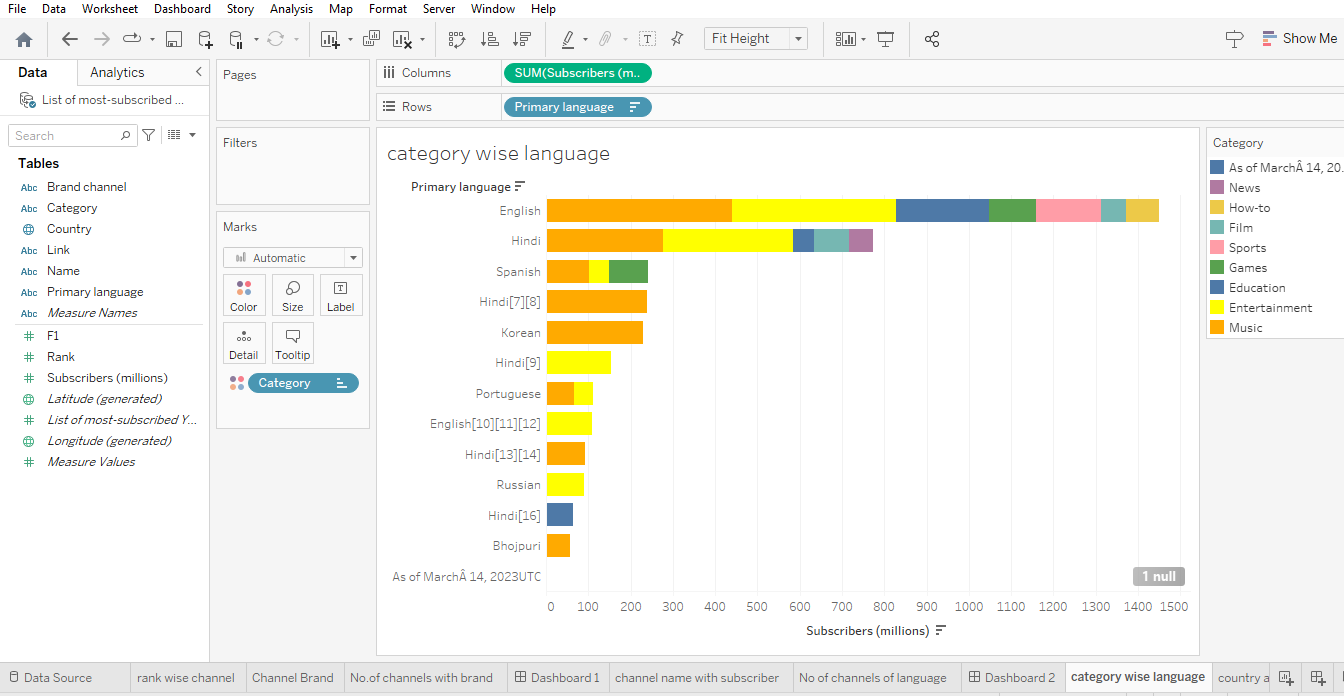 File Data Worksheet Dashboard Story Analysis Map Format Server Window Help
Fit Height
Show Me
Data Analytics
List of most-subscribed ...
Search
Tables
Abc Brand channel
Abc Category
Country
Abc Link
Abc Name
Abc Primary language
Abc Measure Names
# F1
# Rank
# Subscribers (millions)
Latitude (generated)
# List of most-subscribed Y...
Longitude (generated)
# Measure Values
Pages
Filters
Marks
Automatic
Color Size Label
Detail Tooltip
Category
Columns SUM(Subscribers (m..
Rows Primary language
category wise language
Primary language
English
Hindi
Spanish
Hindi[7][8]
Korean
Hindi[9]
Portuguese
English[10][11][12]
Hindi[13][14]
Russian
Hindi[16]
Bhojpuri
As of MarchÂ 14, 2023UTC
1 null
0 100 200 300 400 500 600 700 800 900 1000 1100 1200 1300 1400 1500
Subscribers (millions)
Category
As of MarchÂ 14, 20.
News
How-to
Film
Sports
Games
Education
Entertainment
Music
Data Source rank wise channel Channel Brand No.of channels with brand Dashboard 1 channel name with subscriber No of channels of language Dashboard 2 category wise language country a